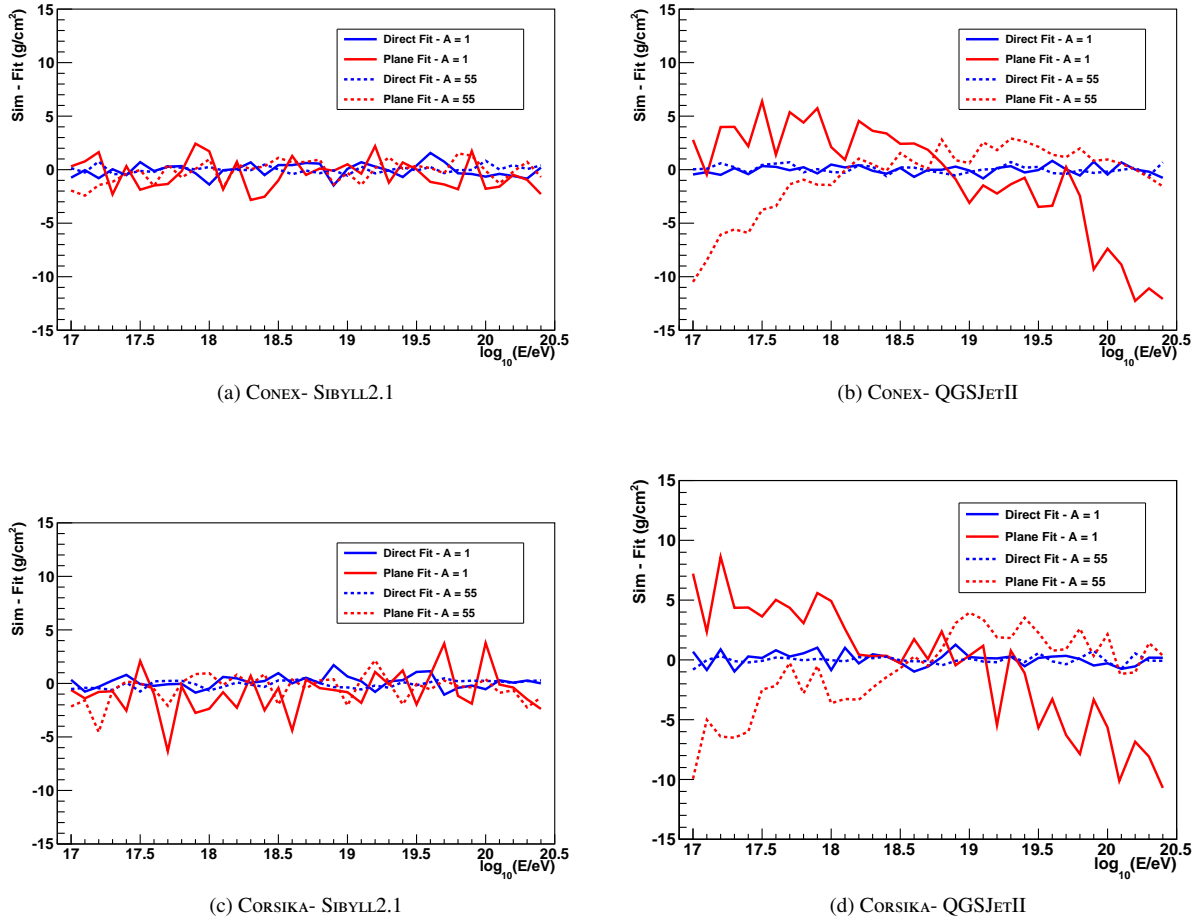 Sim - Fit (g/cm²)
15
10
5
0
-5
-10
-15
Direct Fit - A = 1
Plane Fit - A = 1
Direct Fit - A = 55
Plane Fit - A = 55
17 17.5 18 18.5 19 19.5 20 20.5
log₁₀(E/eV)
(a) Conex- Sibyll2.1
Sim - Fit (g/cm²)
15
10
5
0
-5
-10
-15
Direct Fit - A = 1
Plane Fit - A = 1
Direct Fit - A = 55
Plane Fit - A = 55
17 17.5 18 18.5 19 19.5 20 20.5
log₁₀(E/eV)
(b) Conex- QGSJetII
Sim - Fit (g/cm²)
15
10
5
0
-5
-10
-15
Direct Fit - A = 1
Plane Fit - A = 1
Direct Fit - A = 55
Plane Fit - A = 55
17 17.5 18 18.5 19 19.5 20 20.5
log₁₀(E/eV)
(c) Corsika- Sibyll2.1
Sim - Fit (g/cm²)
15
10
5
0
-5
-10
-15
Direct Fit - A = 1
Plane Fit - A = 1
Direct Fit - A = 55
Plane Fit - A = 55
17 17.5 18 18.5 19 19.5 20 20.5
log₁₀(E/eV)
(d) Corsika- QGSJetII